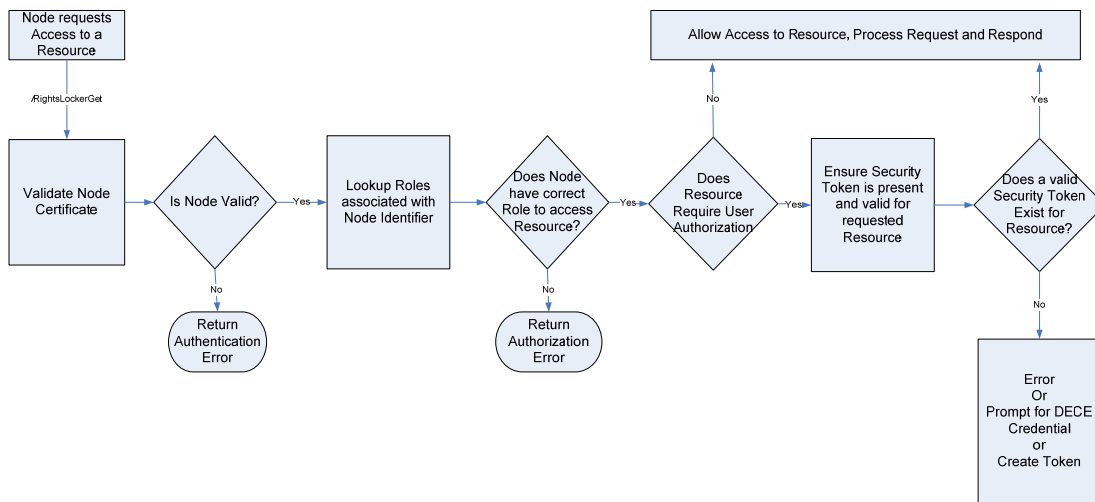 Node requests
Access to a
Resource
/RightsLockerGet
Validate Node
Certificate
Is Node Valid?
Yes
No
Return
Authentication
Error
Lookup Roles
associated with
Node Identifier
Does Node
have correct
Role to access
Resource?
Yes
No
Return
Authorization
Error
Does
Resource
Require User
Authorization
No
Yes
Allow Access to Resource, Process Request and Respond
Ensure Security
Token is present
and valid for
requested
Resource
Does a valid
Security Token
Exist for
Resource?
Yes
No
Error
Or
Prompt for DECE
Credential
or
Create Token